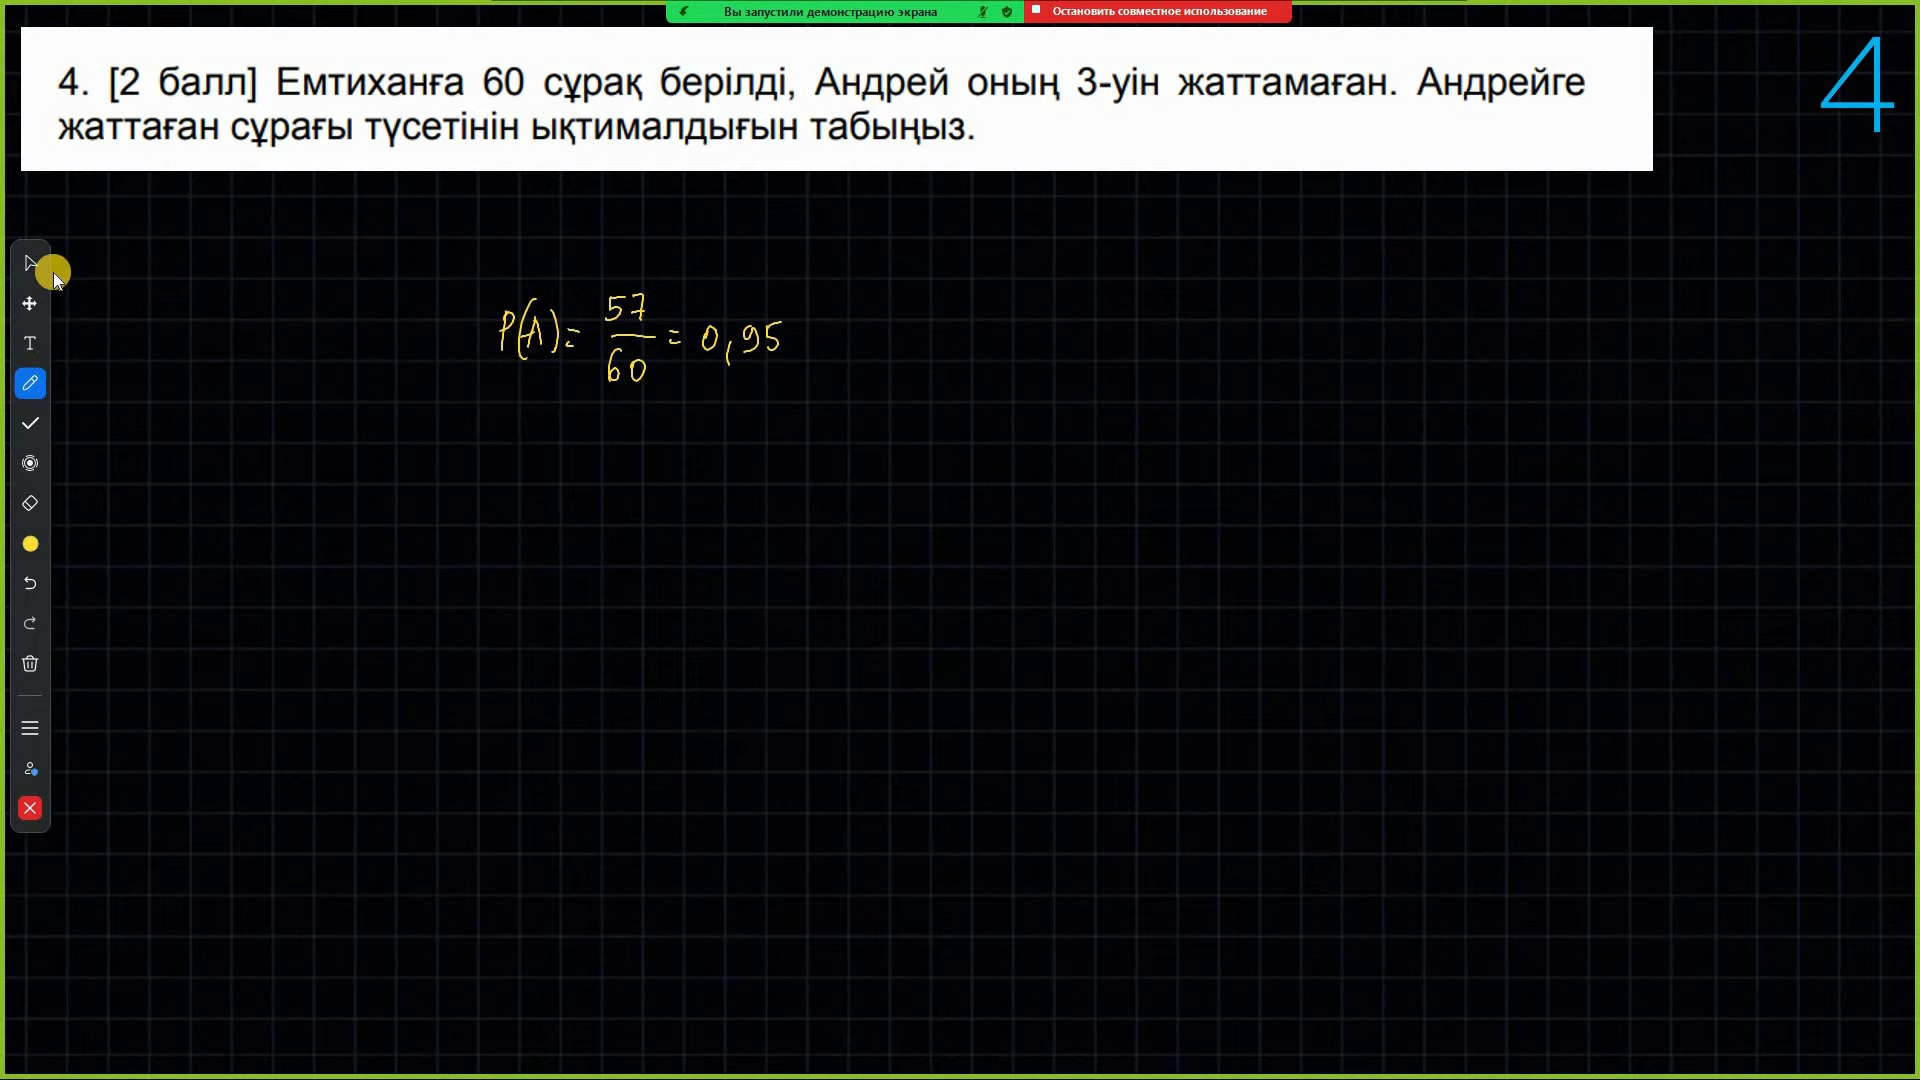 Вы запустили демонстрацию экрана
Остановить совместное использование
4. [2 балл] Емтиханға 60 сұрақ берілді, Андрей оның 3-уін жаттамаған. Андрейге
жаттаған сұрағы түсетінін ықтималдығын табыңыз.
4
P(A)= 57/60 = 0,95
T